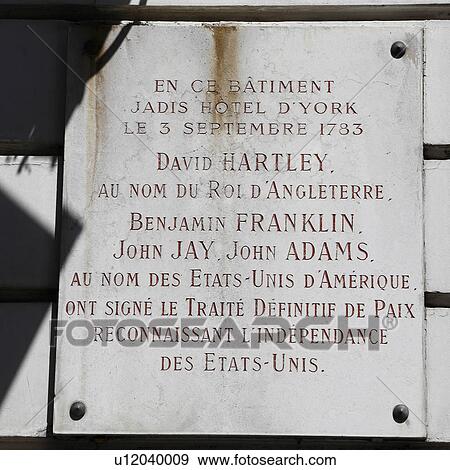 EN CE BÂTIMENT
JADIS HÔTEL D'YORK
LE 3 SEPTEMBRE 1783
DAVID HARTLEY,
AU NOM DU ROI D'ANGLETERRE,
BENJAMIN FRANKLIN,
JOHN JAY, JOHN ADAMS,
AU NOM DES ETATS-UNIS D'AMÉRIQUE,
ONT SIGNÉ LE TRAITÉ DÉFINITIF DE PAIX
RECONNAISSANT L'INDÉPENDANCE
DES ETATS-UNIS.
FOTOSEARCH®
u12040009 www.fotosearch.com